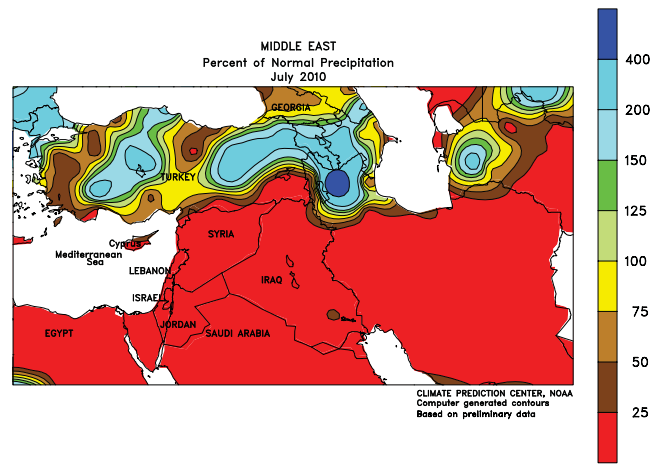 MIDDLE EAST
Percent of Normal Precipitation
July 2010
GEORGIA
TURKEY
Cyprus
SYRIA
Mediterranean
Sea
LEBANON
IRAQ
ISRAEL
JORDAN
EGYPT
SAUDI ARABIA
400
200
150
125
100
75
50
25
CLIMATE PREDICTION CENTER, NOAA
Computer generated contours
Based on preliminary data